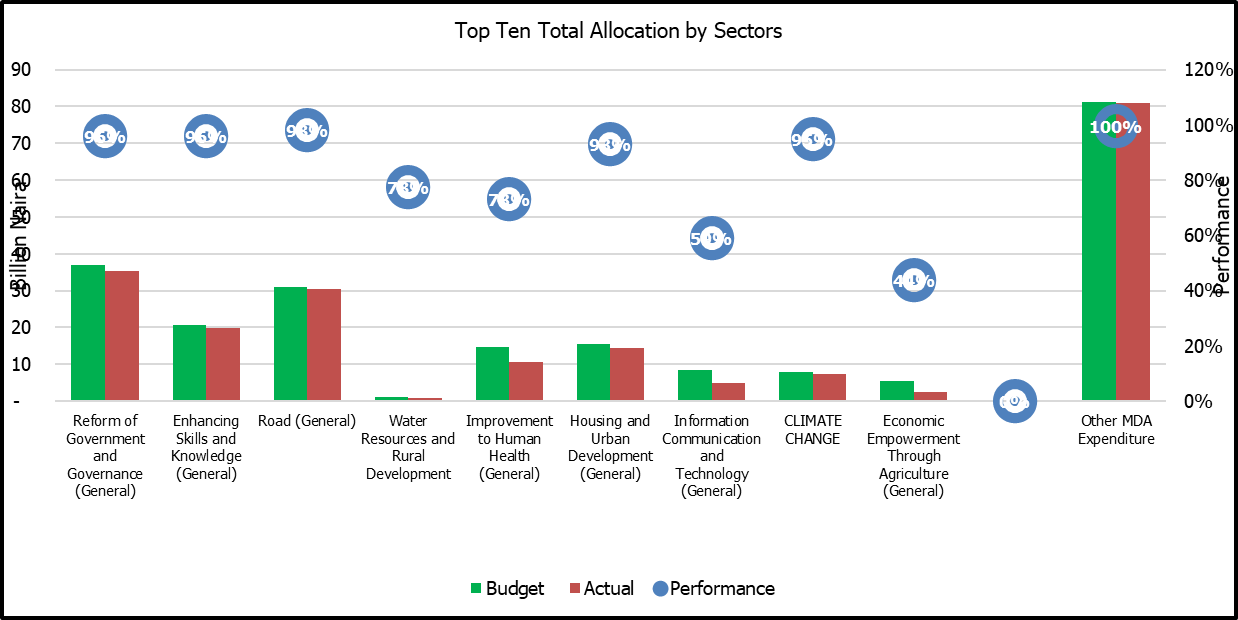 Top Ten Total Allocation by Sectors
90
80
70
60
50
40
30
20
10
-
Billion Naira
120%
100%
80%
60%
40%
20%
0%
Performance
100%
Reform of
Government
and
Governance
(General)
Enhancing
Skills and
Knowledge
(General)
Road (General)
Water
Resources and
Rural
Development
Improvement
to Human
Health
(General)
Housing and
Urban
Development
(General)
Information
Communication
and
Technology
(General)
CLIMATE
CHANGE
Economic
Empowerment
Through
Agriculture
(General)
Other MDA
Expenditure
Budget
Actual
Performance